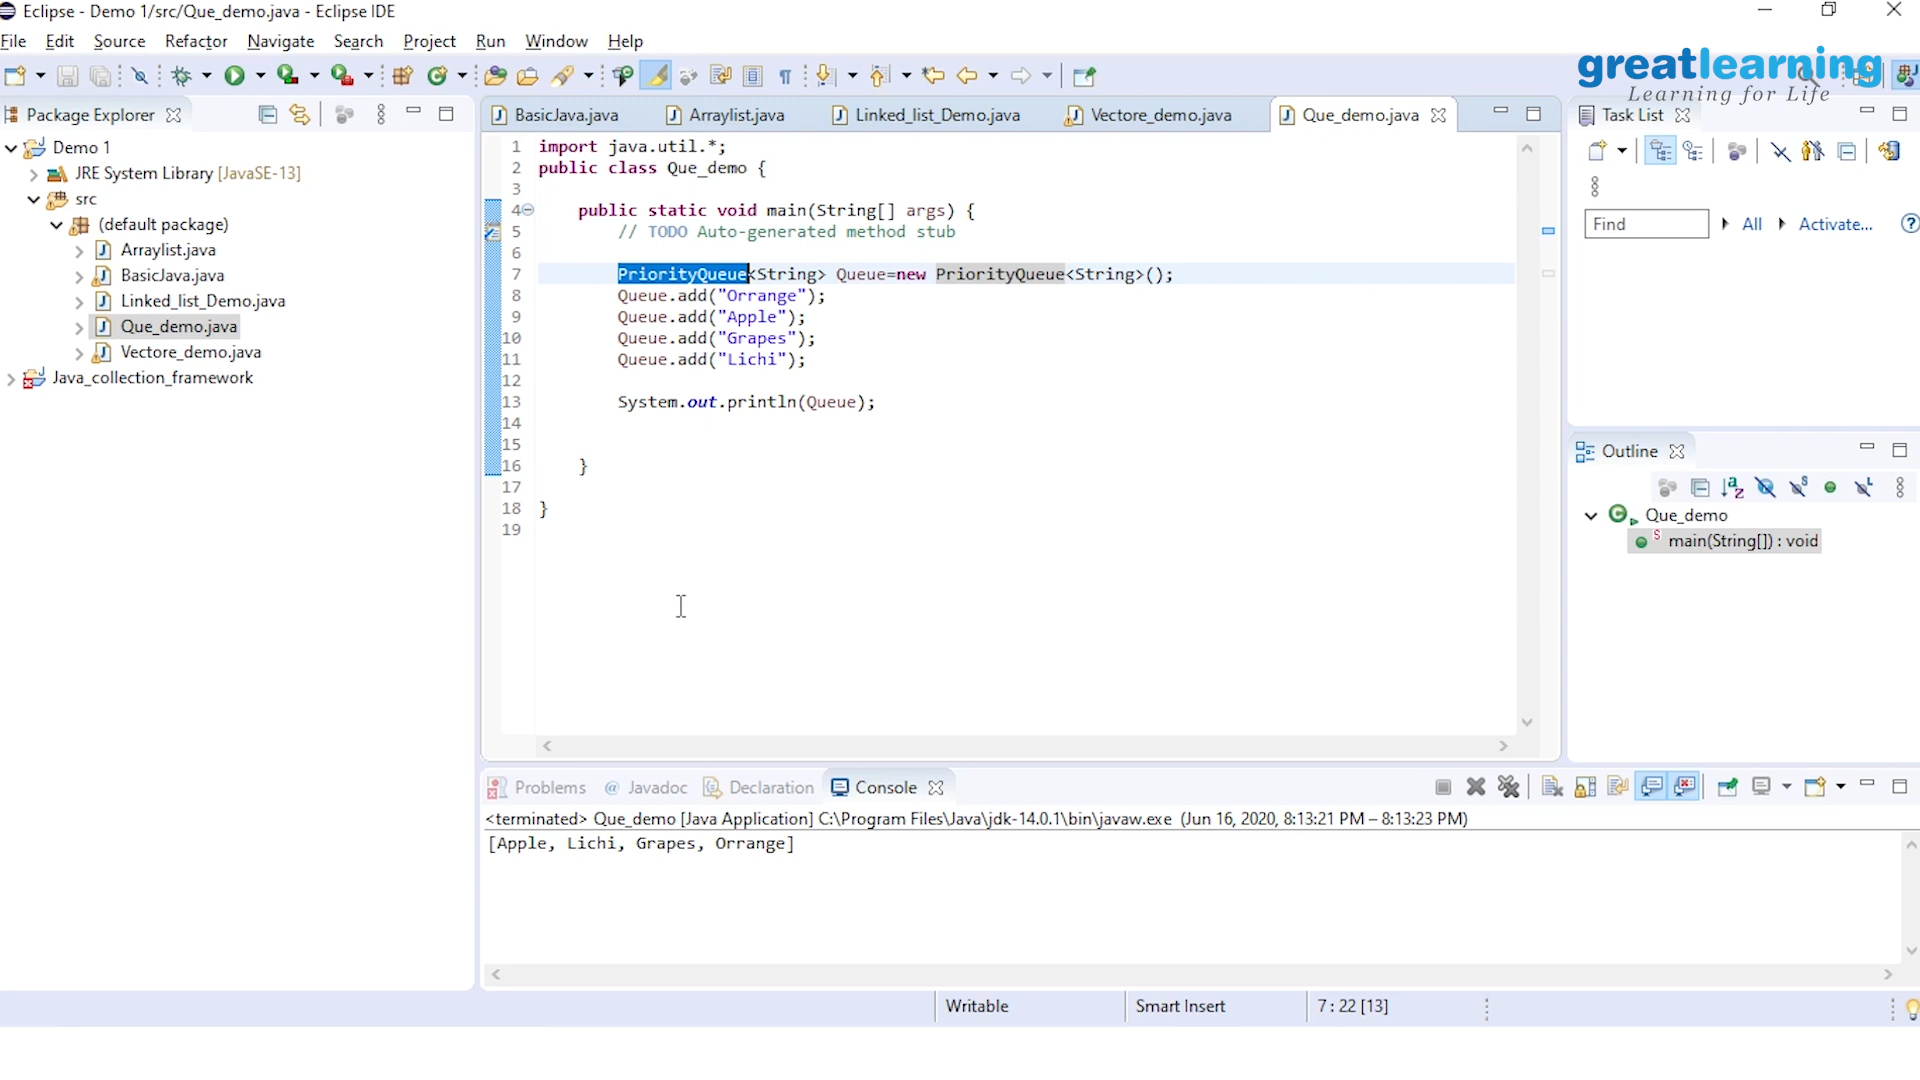 Eclipse - Demo 1/src/Que_demo.java - Eclipse IDE
File Edit Source Refactor Navigate Search Project Run Window Help
greatlearning
Learning for Life
Package Explorer
Demo 1
JRE System Library [JavaSE-13]
src
(default package)
Arraylist.java
BasicJava.java
Linked_list_Demo.java
Que_demo.java
Vectore_demo.java
Java_collection_framework
BasicJava.java Arraylist.java Linked_list_Demo.java Vectore_demo.java Que_demo.java
1 import java.util.*;
2 public class Que_demo {
3
4 public static void main(String[] args) {
5 // TODO Auto-generated method stub
6
7 PriorityQueue<String> Queue=new PriorityQueue<String>();
8 Queue.add("Orrange");
9 Queue.add("Apple");
10 Queue.add("Grapes");
11 Queue.add("Lichi");
12
13 System.out.println(Queue);
14
15
16 }
17
18 }
19
Task List
Find All Activate...
Outline
Que_demo
main(String[]) : void
Problems @ Javadoc Declaration Console
<terminated> Que_demo [Java Application] C:\Program Files\Java\jdk-14.0.1\bin\javaw.exe (Jun 16, 2020, 8:13:21 PM – 8:13:23 PM)
[Apple, Lichi, Grapes, Orrange]
Writable Smart Insert 7 : 22 [13]